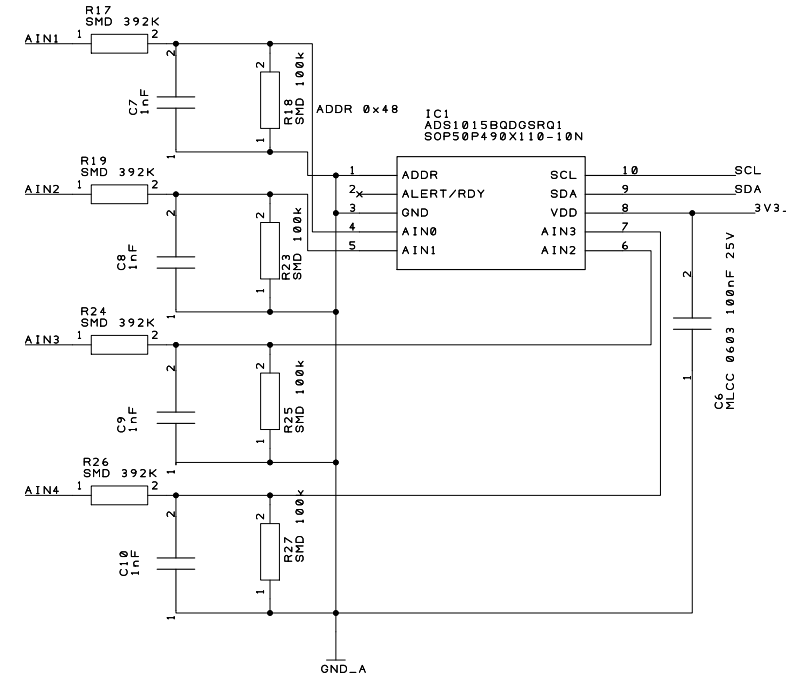 R17
SMD 392K
AIN1
1
2
2
C7
1nF
1
2
R18
SMD 100k
1
ADDR 0x48
IC1
ADS1015BQDGSRQ1
SOP50P490X110-10N
1 ADDR
2 ALERT/RDY
3 GND
4 AIN0
5 AIN1
SCL 10 SCL
SDA 9 SDA
VDD 8 3V3_
AIN3 7
AIN2 6
R19
SMD 392K
AIN2
1
2
2
C8
1nF
1
2
R23
SMD 100k
1
2
C6
MLCC 0603 100nF 25V
1
R24
SMD 392K
AIN3
1
2
2
C9
1nF
1
2
R25
SMD 100k
1
R26
SMD 392K
AIN4
1
2
2
C10
1nF
1
2
R27
SMD 100k
1
GND_A